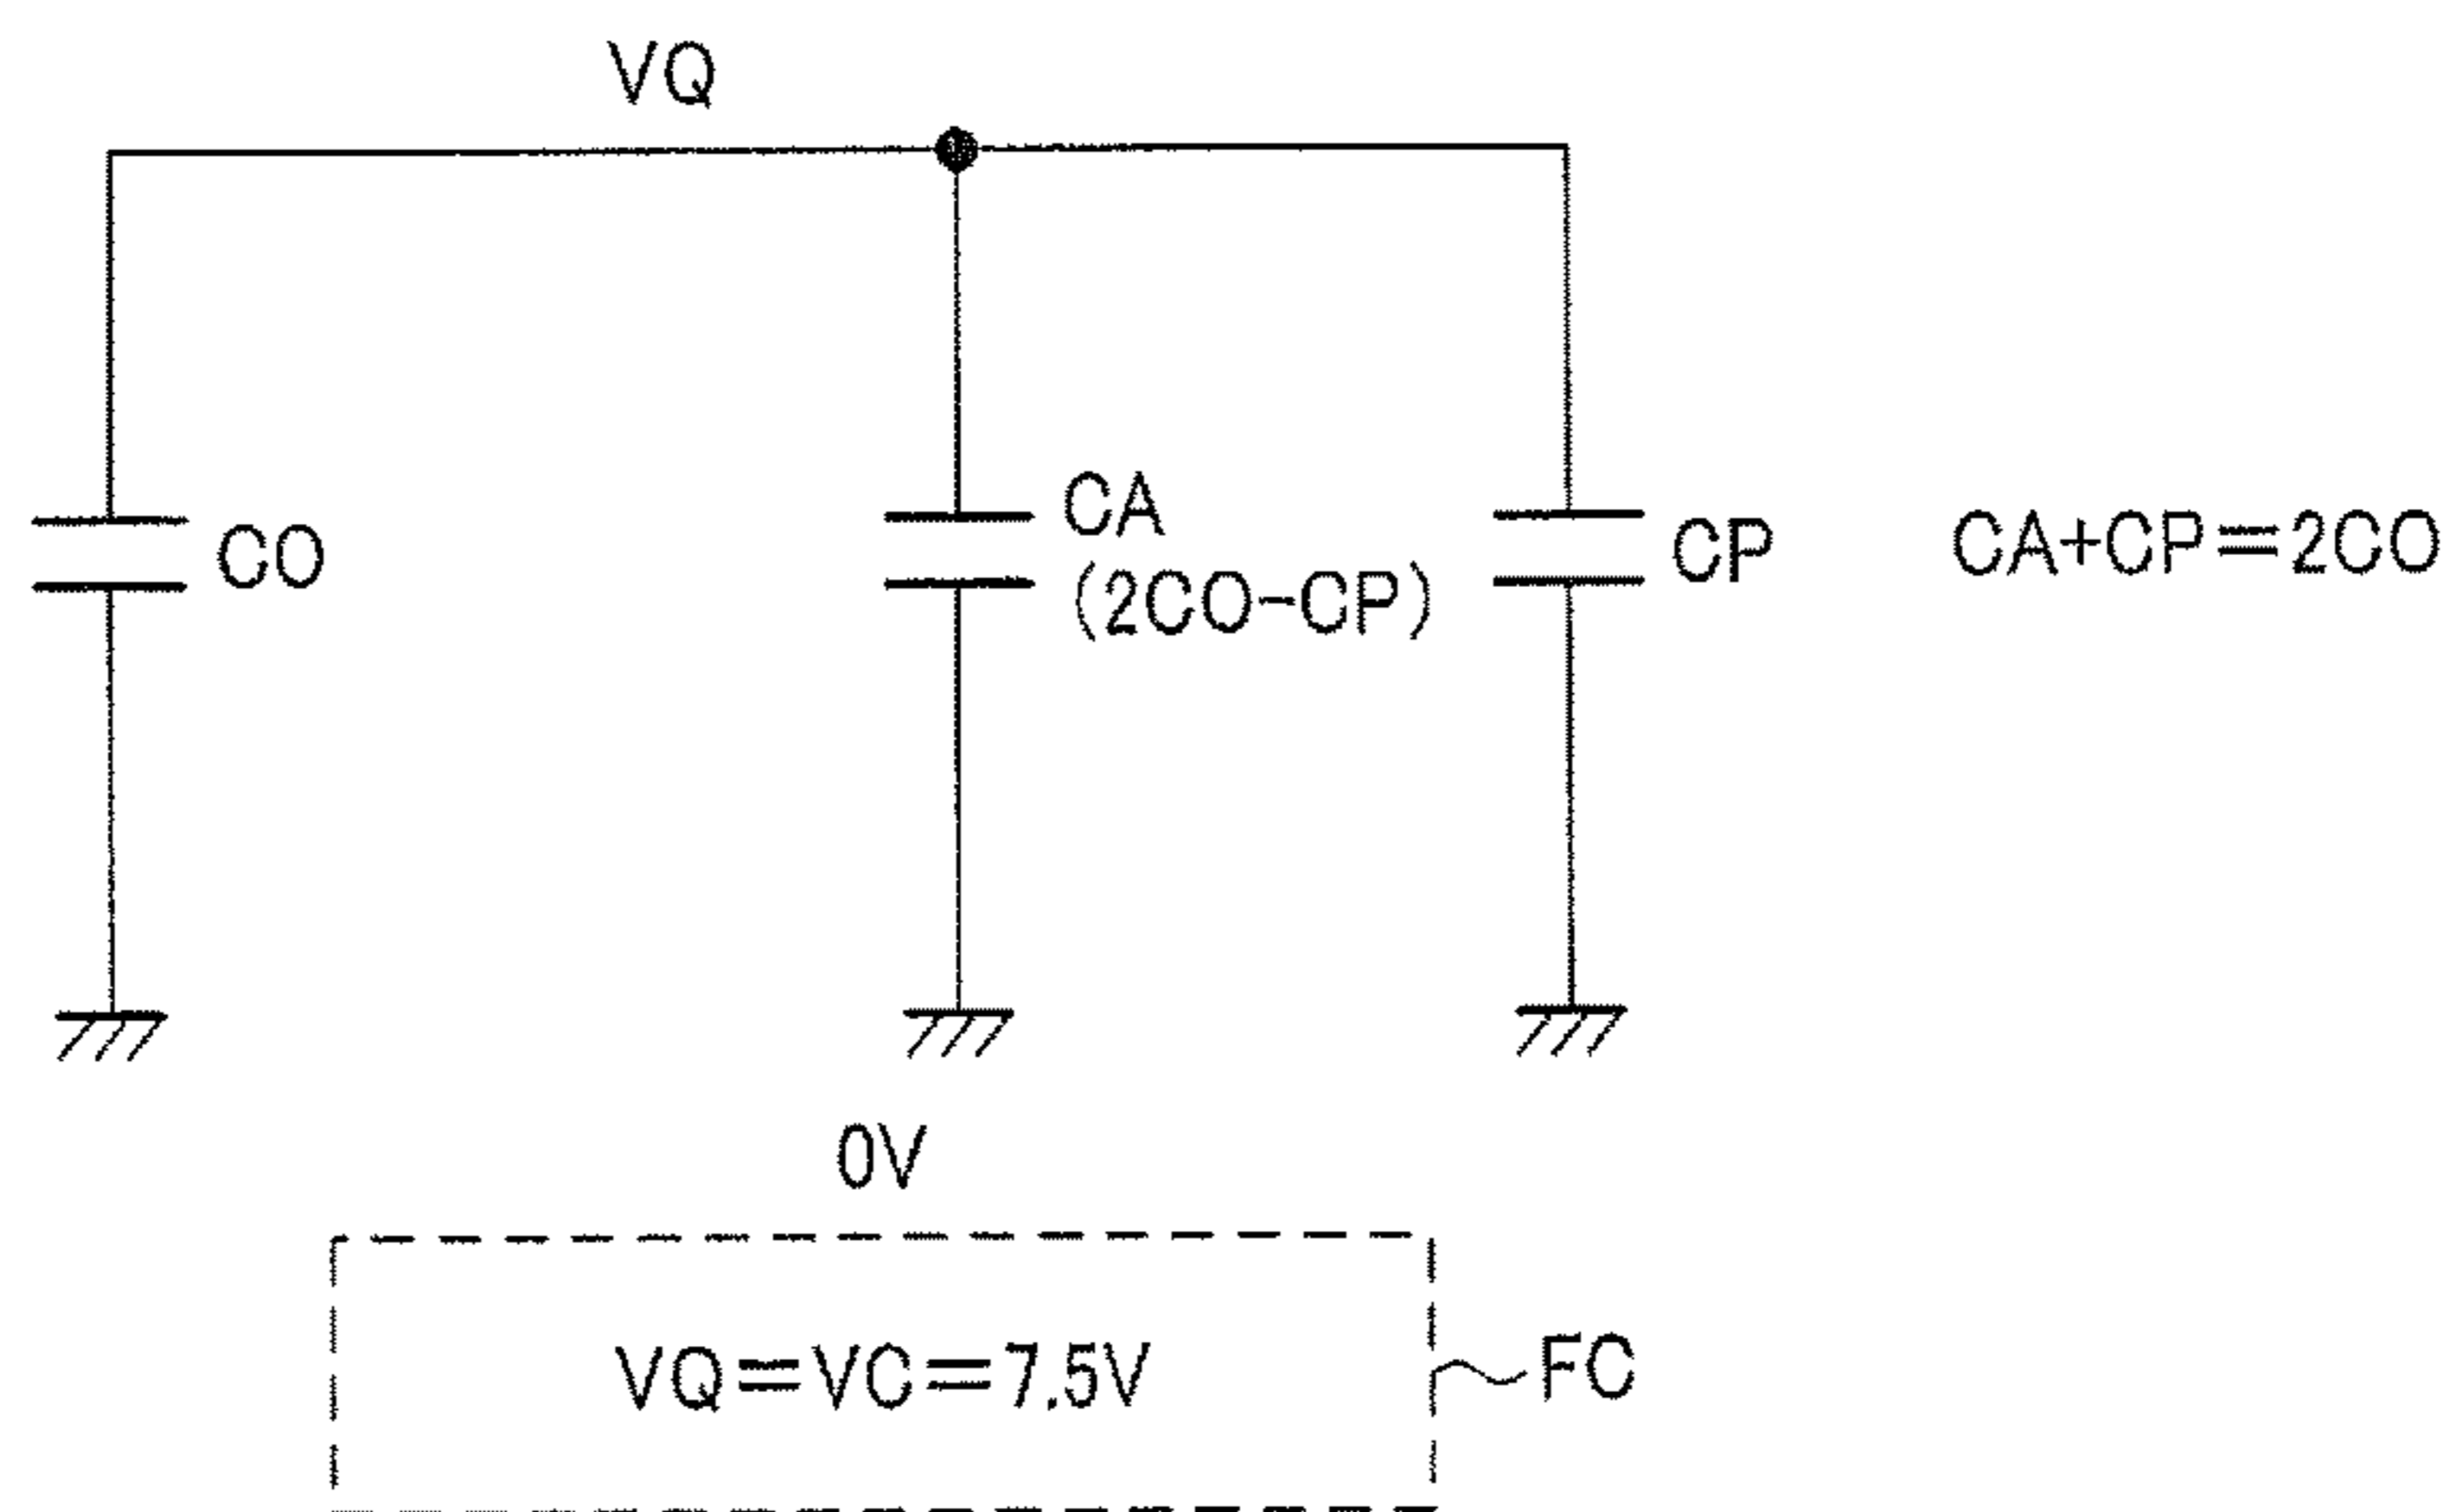 VQ
CO
CA
(2CO-CP)
CP
CA+CP=2CO
0V
VQ=VC=7.5V
FC